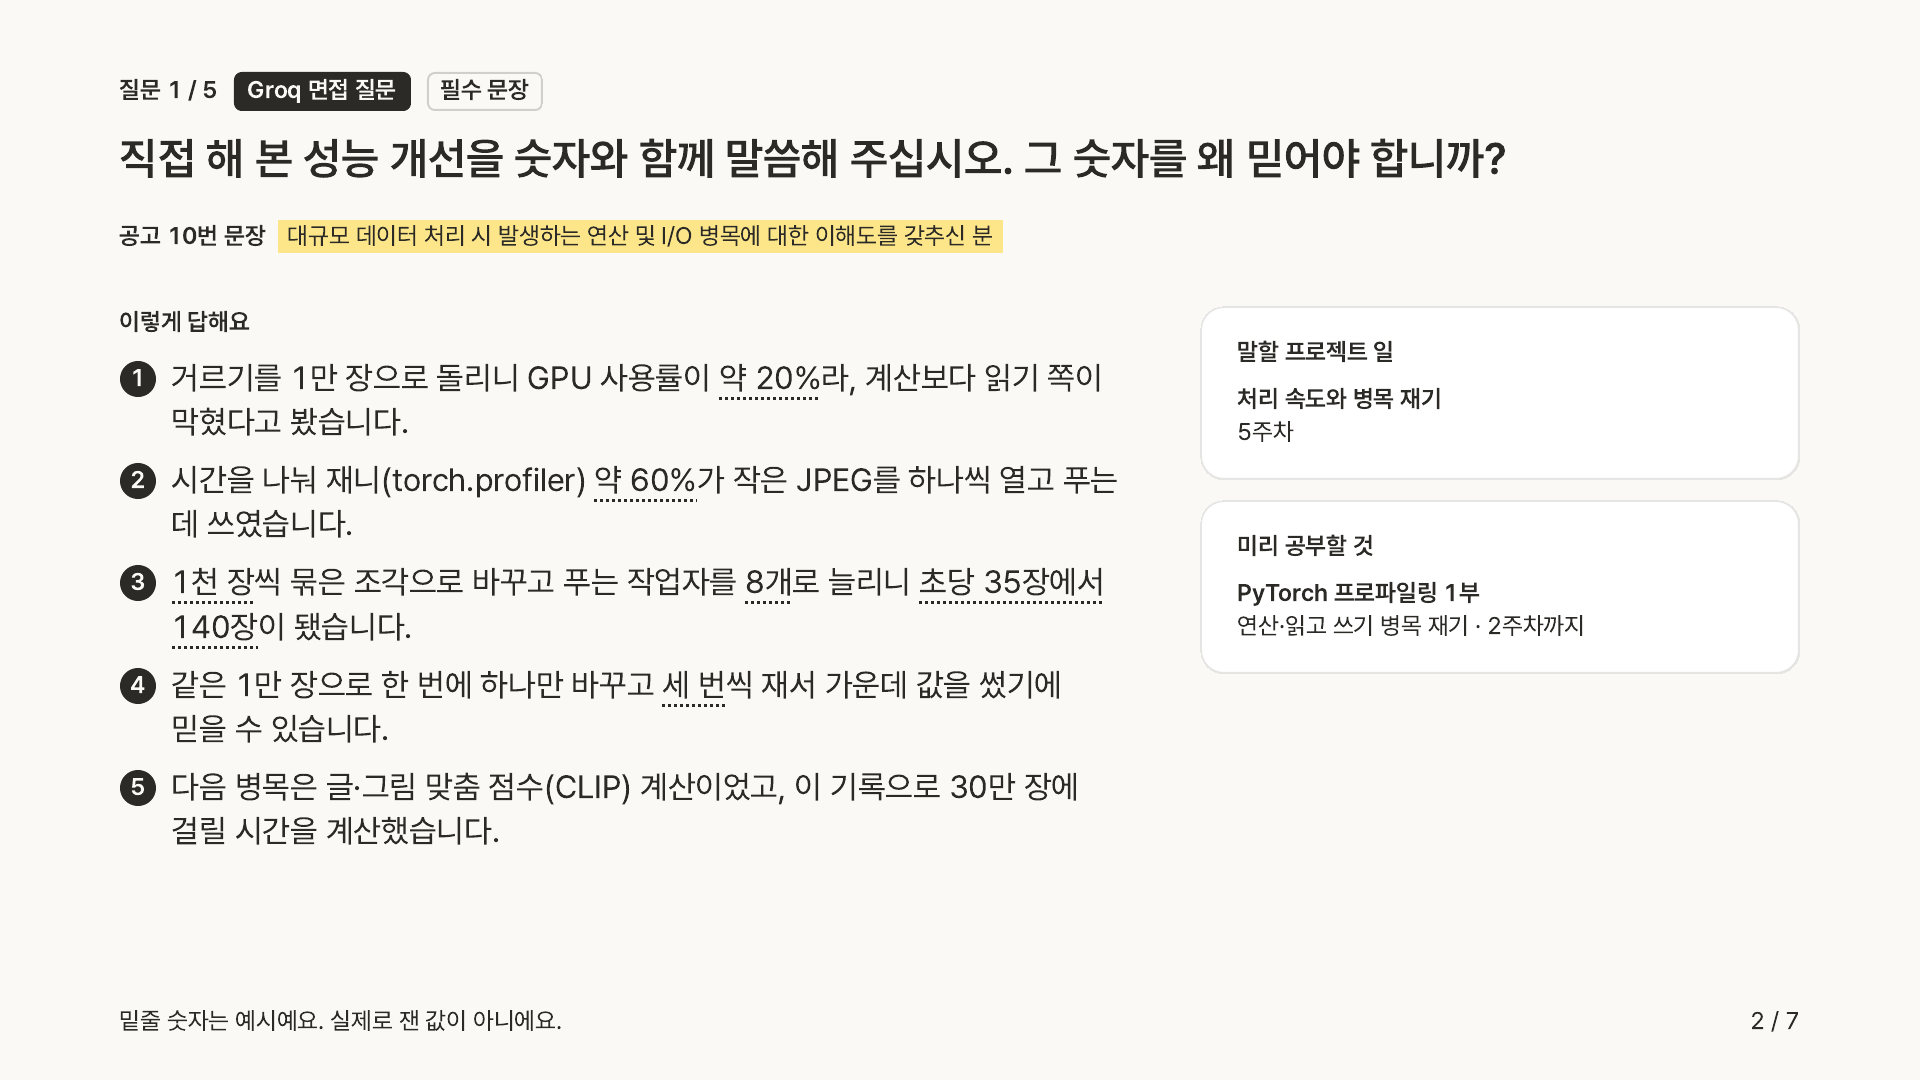 질문 1 / 5 Groq 면접 질문 필수 문장
직접 해 본 성능 개선을 숫자와 함께 말씀해 주십시오. 그 숫자를 왜 믿어야 합니까?
공고 10번 문장 대규모 데이터 처리 시 발생하는 연산 및 I/O 병목에 대한 이해도를 갖추신 분
이렇게 답해요
1 거르기를 1만 장으로 돌리니 GPU 사용률이 약 20%라, 계산보다 읽기 쪽이
막혔다고 봤습니다.
2 시간을 나눠 재니(torch.profiler) 약 60%가 작은 JPEG를 하나씩 열고 푸는
데 쓰였습니다.
3 1천 장씩 묶은 조각으로 바꾸고 푸는 작업자를 8개로 늘리니 초당 35장에서
140장이 됐습니다.
4 같은 1만 장으로 한 번에 하나만 바꾸고 세 번씩 재서 가운데 값을 썼기에
믿을 수 있습니다.
5 다음 병목은 글·그림 맞춤 점수(CLIP) 계산이었고, 이 기록으로 30만 장에
걸릴 시간을 계산했습니다.
말할 프로젝트 일
처리 속도와 병목 재기
5주차
미리 공부할 것
PyTorch 프로파일링 1부
연산·읽고 쓰기 병목 재기 · 2주차까지
밑줄 숫자는 예시예요. 실제로 잰 값이 아니에요.
2 / 7